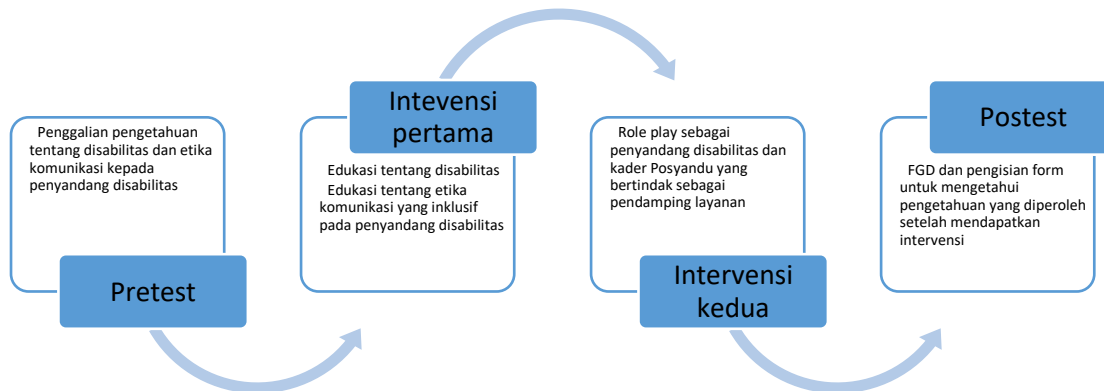 Penggalian pengetahuan
tentang disabilitas dan etika
komunikasi kepada
penyandang disabilitas
Pretest
Intevensi
pertama
Edukasi tentang disabilitas
Edukasi tentang etika
komunikasi yang inklusif
pada penyandang disabilitas
Role play sebagai
penyandang disabilitas dan
kader Posyandu yang
bertindak sebagai
pendamping layanan
Intervensi
kedua
Postest
FGD dan pengisian form
untuk mengetahui
pengetahuan yang diperoleh
setelah mendapatkan
intervensi